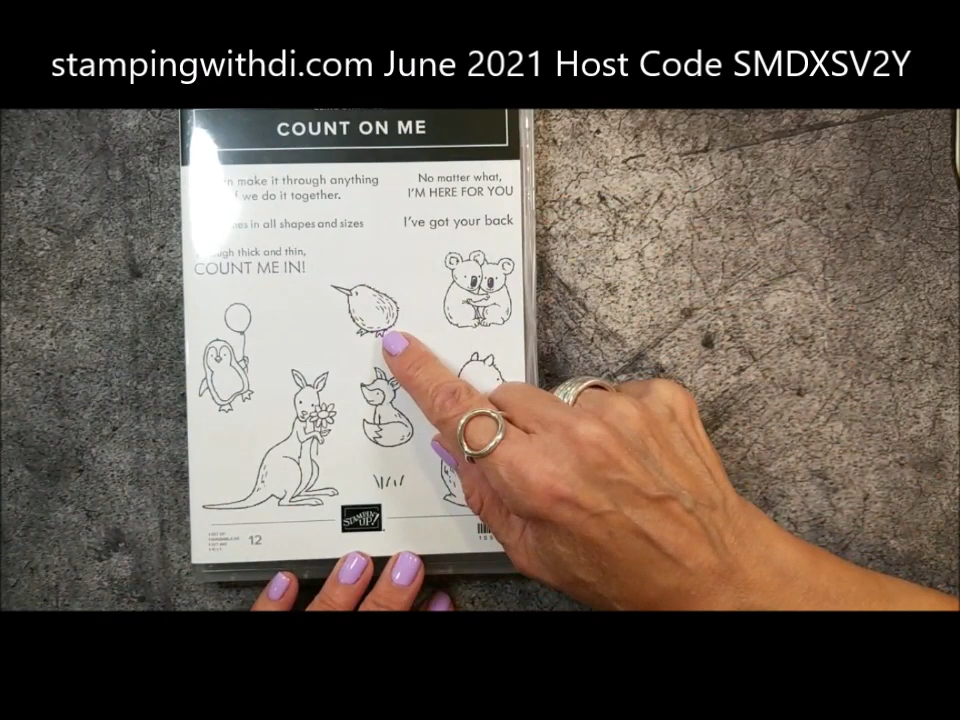 stampingwithdi.com June 2021 Host Code SMDXSV2Y
COUNT ON ME
make it through anything
we do it together.
in all shapes and sizes
thick and thin,
COUNT ME IN!
No matter what,
I'M HERE FOR YOU
I've got your back
STAMPIN' UP!
12